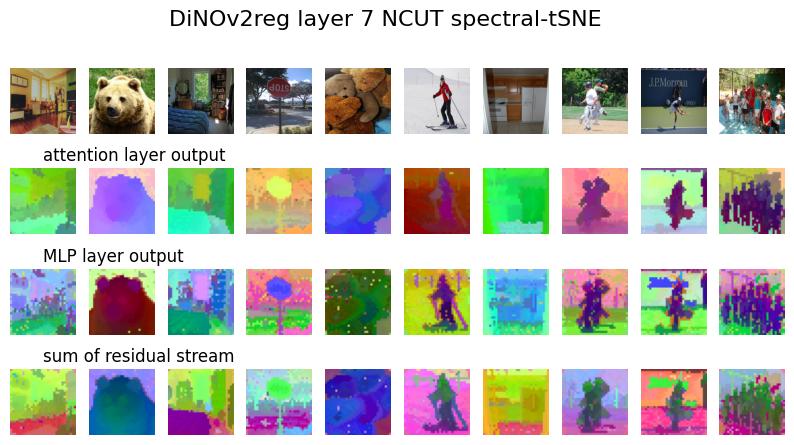 DiNOv2reg layer 7 NCUT spectral-tSNE
STOP
J.P.Morgan
attention layer output
MLP layer output
sum of residual stream